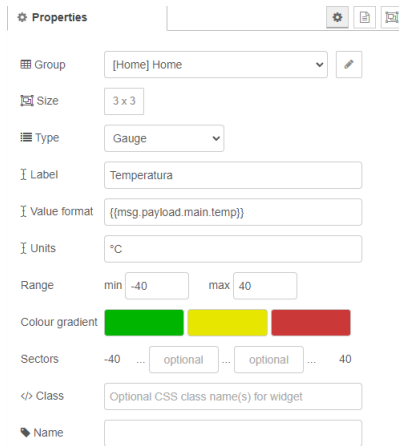 Properties
Group [Home] Home
Size 3 x 3
Type Gauge
Label Temperatura
Value format {{msg.payload.main.temp}}
Units °C
Range min -40 max 40
Colour gradient
Sectors -40 ... optional ... optional ... 40
</> Class Optional CSS class name(s) for widget
Name